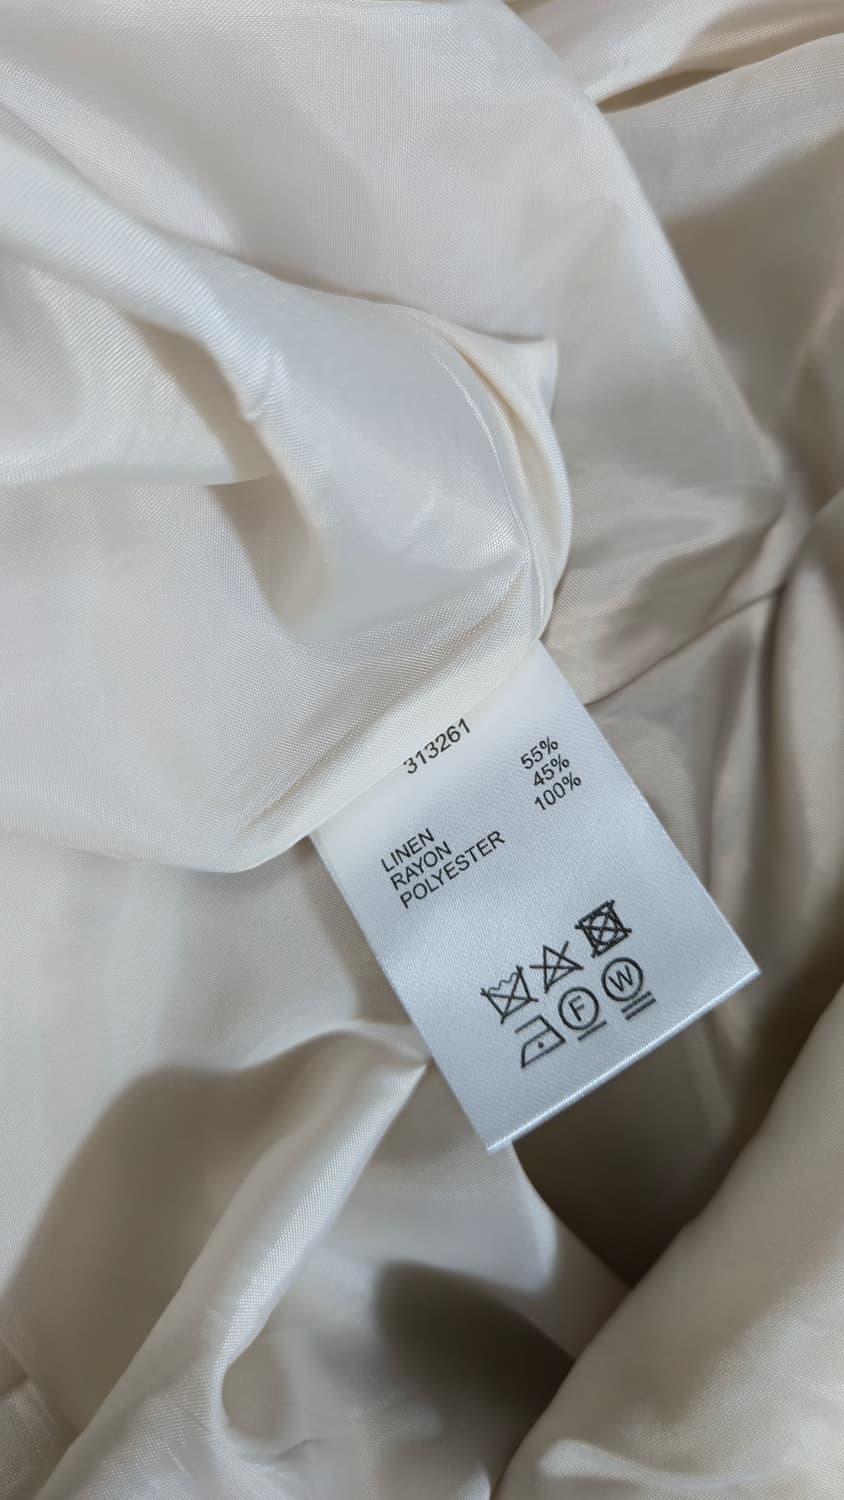 313261
LINEN 55%
RAYON 45%
POLYESTER 100%
F W